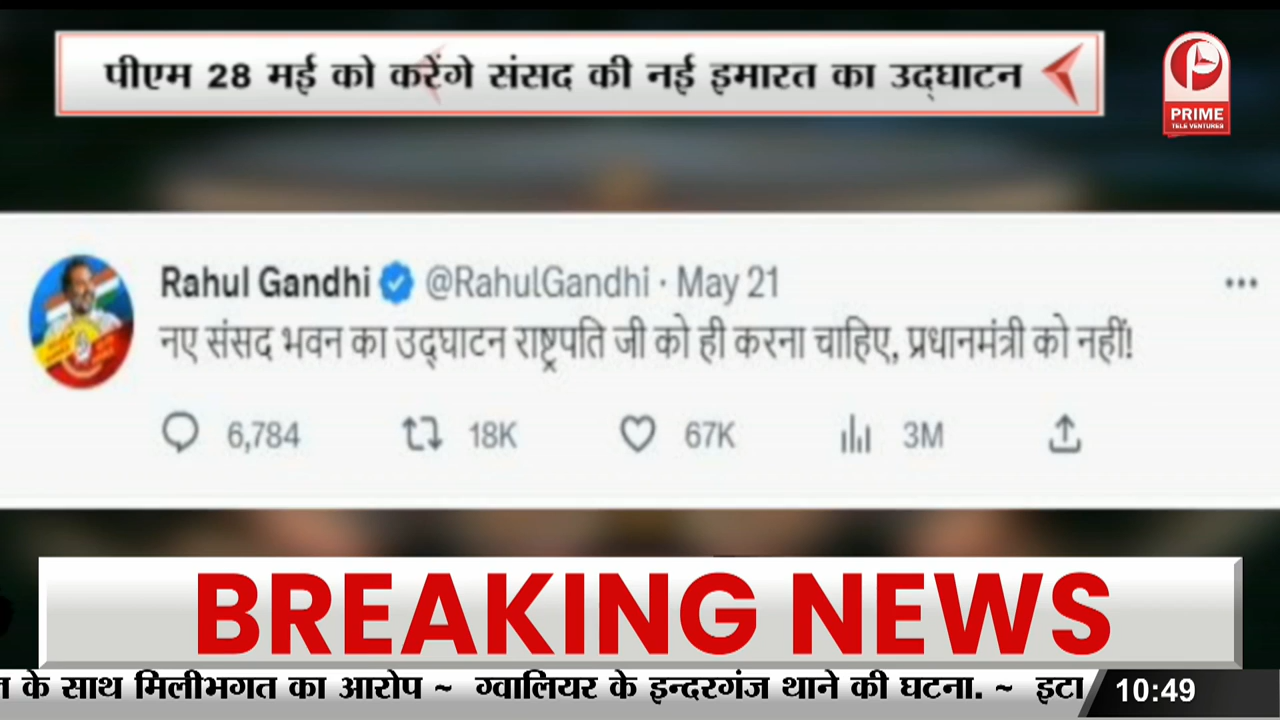 पीएम 28 मई को करेंगे संसद की नई इमारत का उद्घाटन
PRIME
TELE VENTURES
Rahul Gandhi @RahulGandhi · May 21
नए संसद भवन का उद्घाटन राष्ट्रपति जी को ही करना चाहिए, प्रधानमंत्री को नहीं!
6,784 18K 67K 3M
BREAKING NEWS
के साथ मिलीभगत का आरोप ~ ग्वालियर के इन्दरगंज थाने की घटना. ~ इटा
10:49